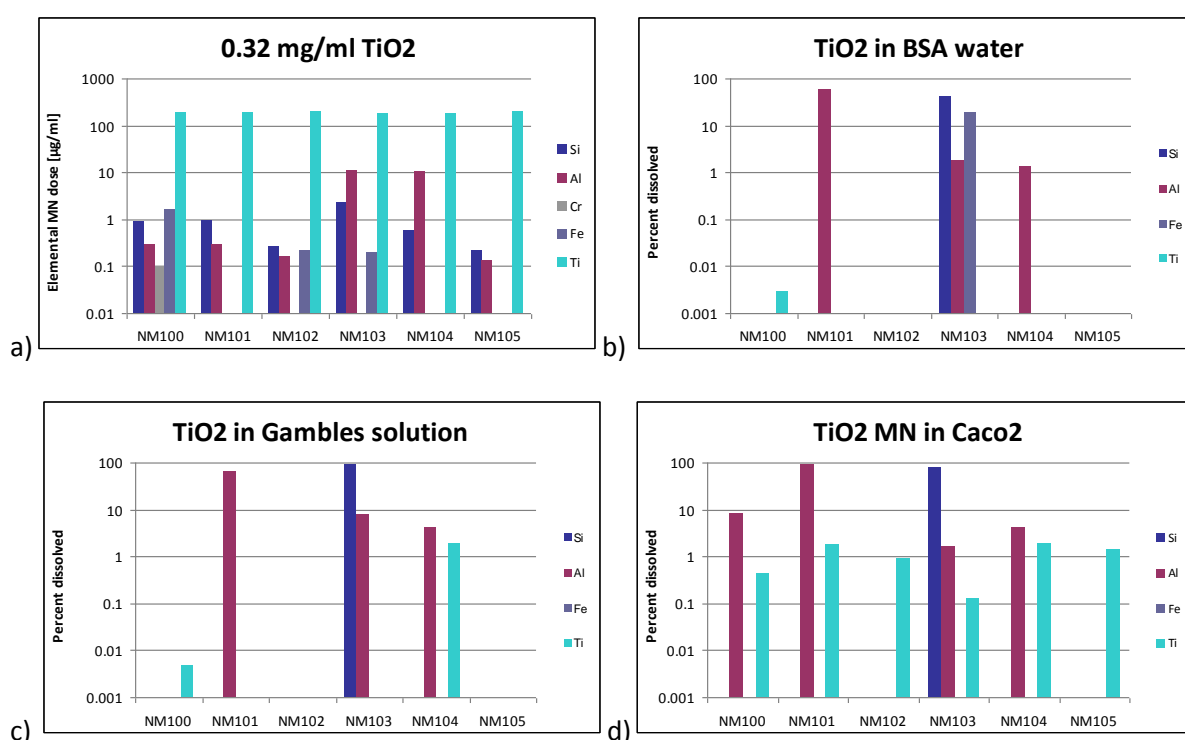 0.32 mg/ml TiO2
Elemental MN dose [µg/ml]
1000
100
10
1
0.1
0.01
NM100 NM101 NM102 NM103 NM104 NM105
Si
Al
Cr
Fe
Ti
a)
TiO2 in BSA water
Percent dissolved
100
10
1
0.1
0.01
0.001
NM100 NM101 NM102 NM103 NM104 NM105
Si
Al
Fe
Ti
b)
TiO2 in Gambles solution
Percent dissolved
100
10
1
0.1
0.01
0.001
NM100 NM101 NM102 NM103 NM104 NM105
Si
Al
Fe
Ti
c)
TiO2 MN in Caco2
Percent dissolved
100
10
1
0.1
0.01
0.001
NM100 NM101 NM102 NM103 NM104 NM105
Si
Al
Fe
Ti
d)